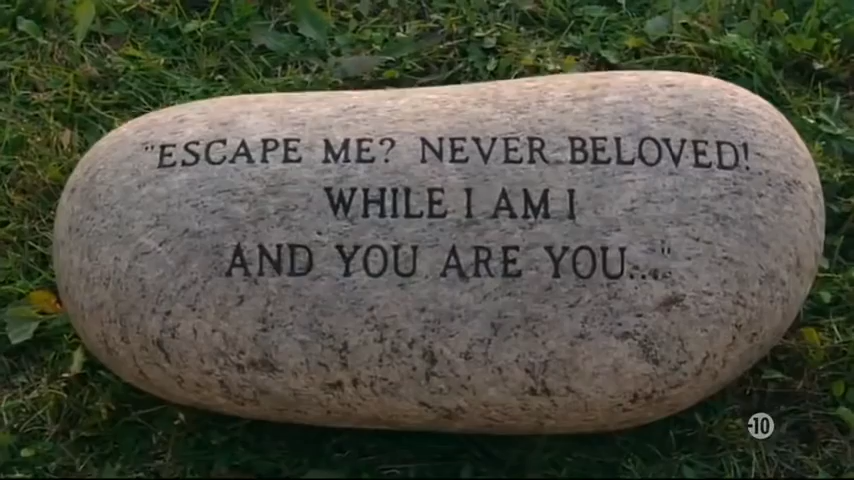 "ESCAPE ME? NEVER BELOVED!
WHILE I AM I
AND YOU ARE YOU..."
-10